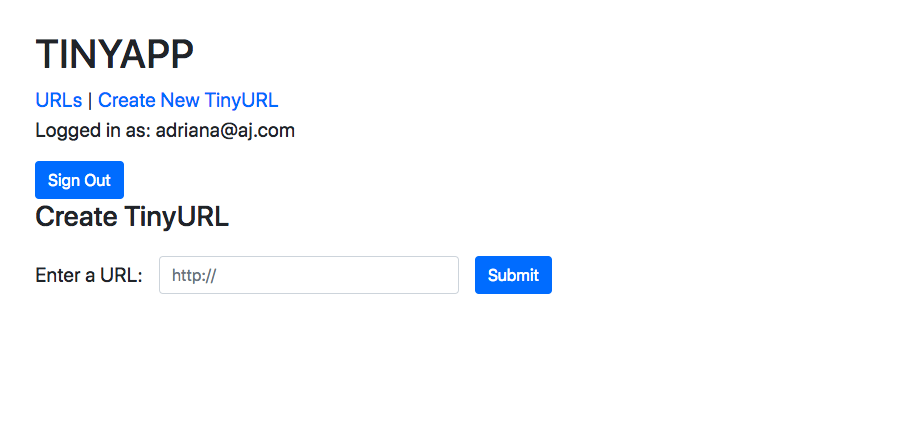 TINYAPP
URLs | Create New TinyURL
Logged in as: adriana@aj.com
Sign Out
Create TinyURL
Enter a URL: http:// Submit